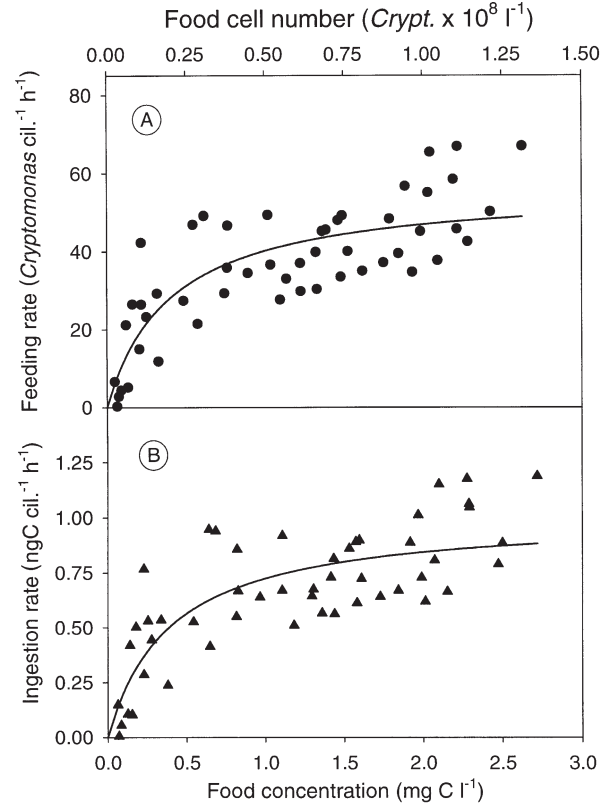 Food cell number (Crypt. x 10⁸ l⁻¹)
0.00 0.25 0.50 0.75 1.00 1.25 1.50
80
60
40
20
0
Feeding rate (Cryptomonas cil.⁻¹ h⁻¹)
A
1.25
1.00
0.75
0.50
0.25
0.00
Ingestion rate (ngC cil.⁻¹ h⁻¹)
B
0.0 0.5 1.0 1.5 2.0 2.5 3.0
Food concentration (mg C l⁻¹)